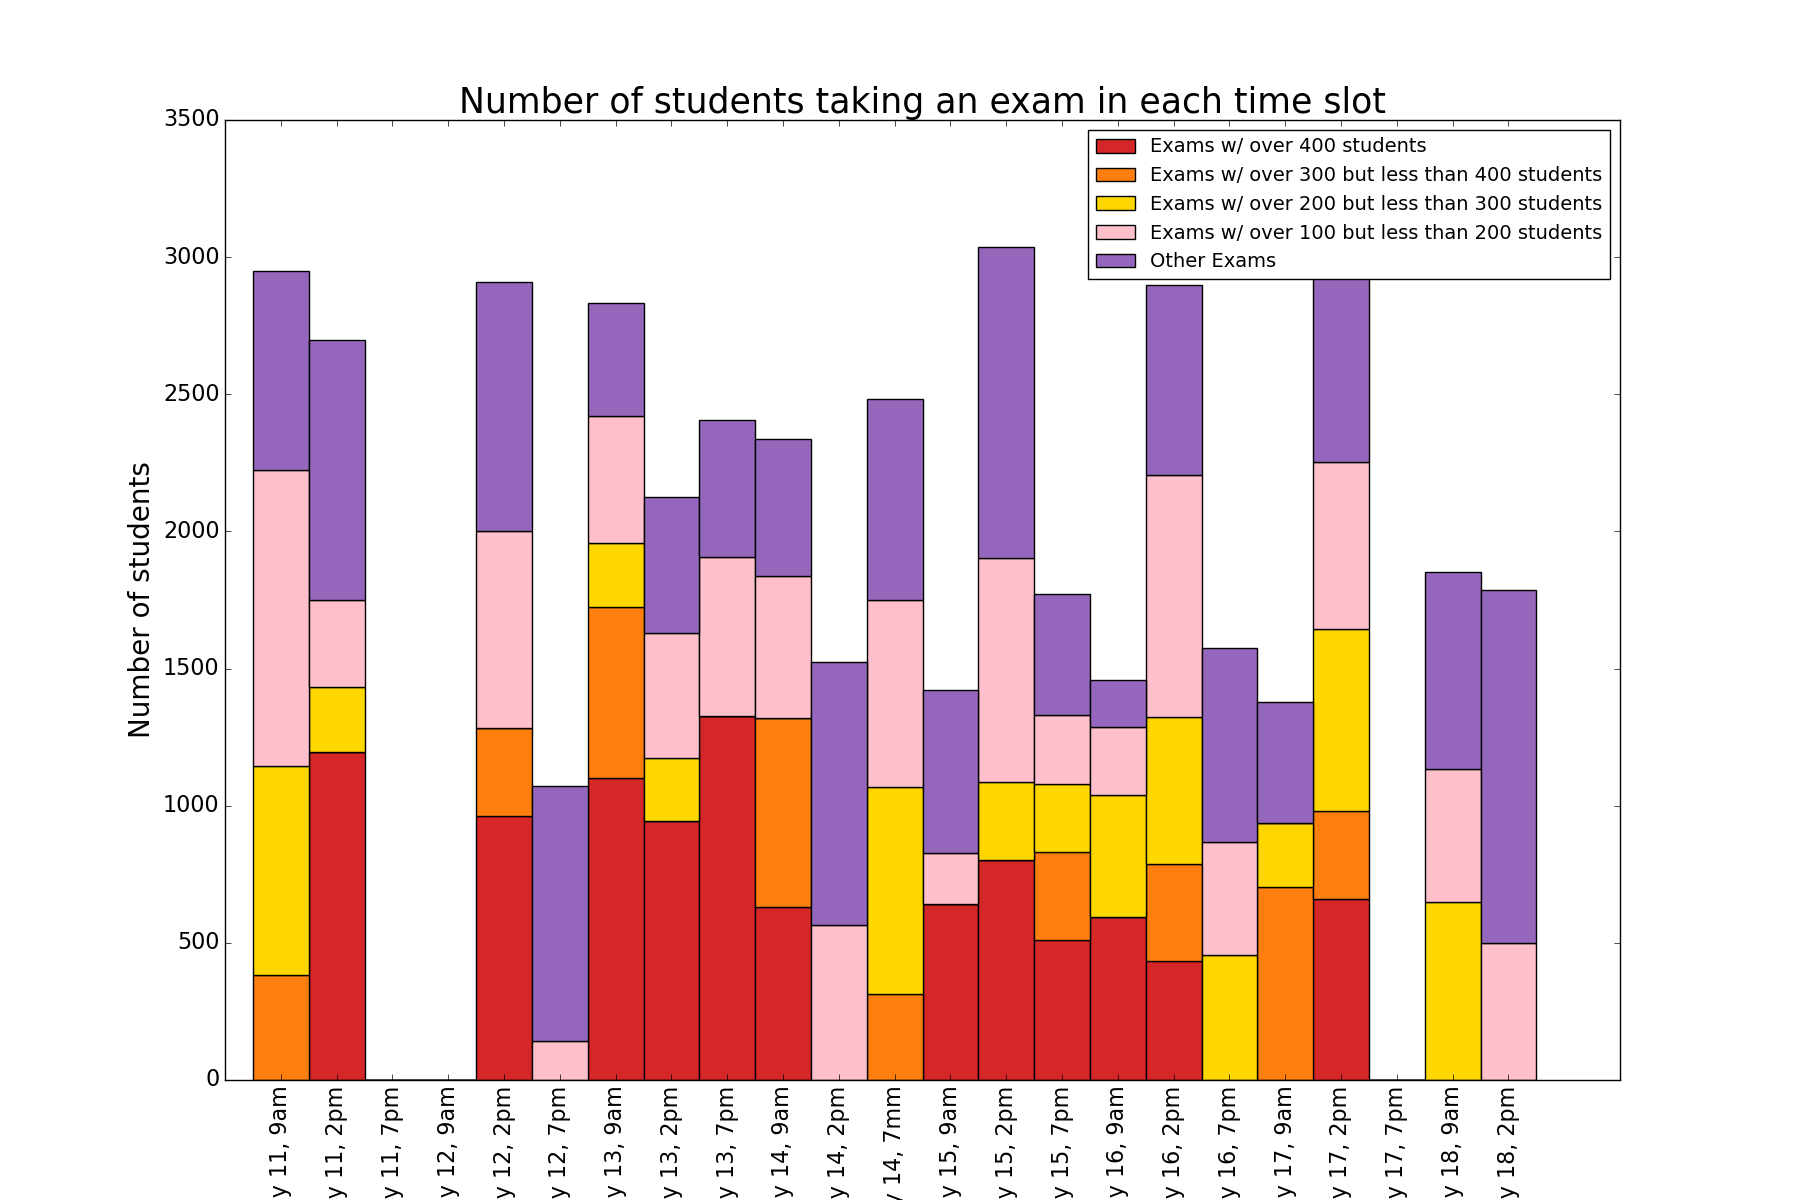 Number of students taking an exam in each time slot
Exams w/ over 400 students
Exams w/ over 300 but less than 400 students
Exams w/ over 200 but less than 300 students
Exams w/ over 100 but less than 200 students
Other Exams
Number of students
3500
3000
2500
2000
1500
1000
500
0
y 11, 9am
y 11, 2pm
y 11, 7pm
y 12, 9am
y 12, 2pm
y 12, 7pm
y 13, 9am
y 13, 2pm
y 13, 7pm
y 14, 9am
y 14, 2pm
y 14, 7mm
y 15, 9am
y 15, 2pm
y 15, 7pm
y 16, 9am
y 16, 2pm
y 16, 7pm
y 17, 9am
y 17, 2pm
y 17, 7pm
y 18, 9am
y 18, 2pm